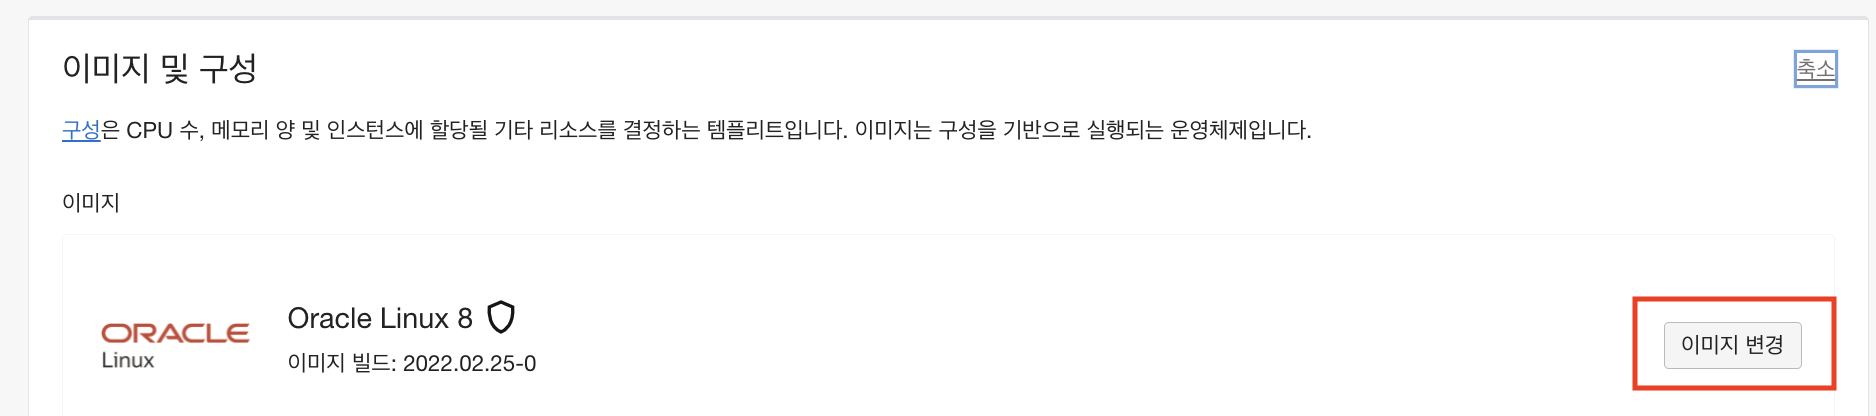 이미지 및 구성
축소
구성은 CPU 수, 메모리 양 및 인스턴스에 할당될 기타 리소스를 결정하는 템플리트입니다. 이미지는 구성을 기반으로 실행되는 운영체제입니다.
이미지
ORACLE
Linux
Oracle Linux 8
이미지 빌드: 2022.02.25-0
이미지 변경